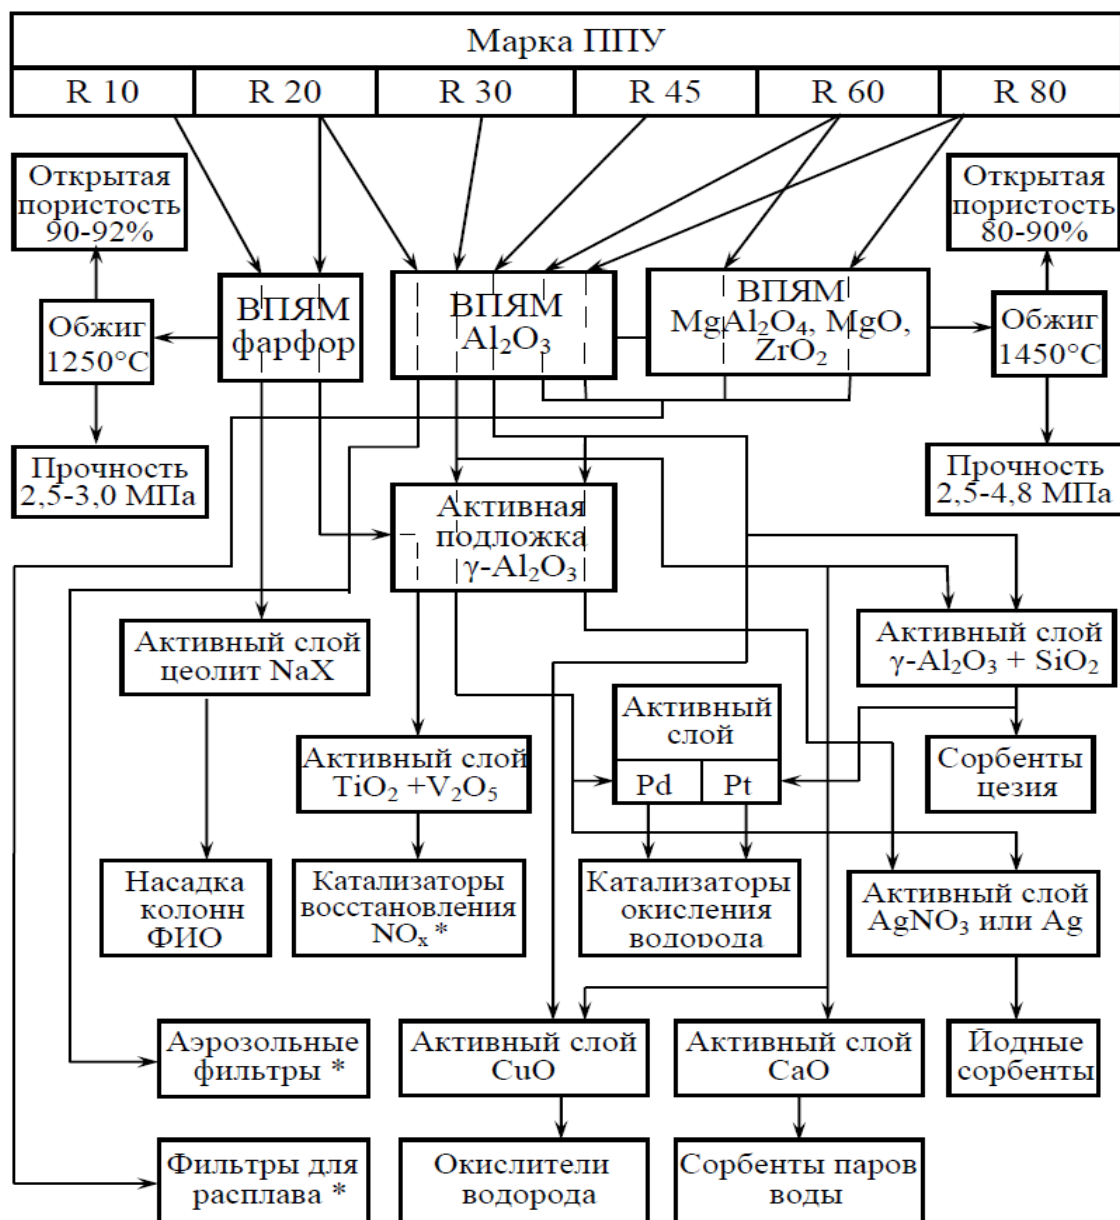 Марка ППУ
R 10
R 20
R 30
R 45
R 60
R 80
Открытая
пористость
90-92%
Открытая
пористость
80-90%
Обжиг
1250°C
ВПЯМ
фарфор
ВПЯМ
Al₂O₃
ВПЯМ
MgAl₂O₄, MgO,
ZrO₂
Обжиг
1450°C
Прочность
2,5-3,0 МПа
Активная
подложка
γ-Al₂O₃
Прочность
2,5-4,8 МПа
Активный слой
цеолит NaX
Активный слой
γ-Al₂O₃ + SiO₂
Активный слой
TiO₂ +V₂O₅
Активный
слой
Pd
Pt
Сорбенты
цезия
Насадка
колонн
ФИО
Катализаторы
восстановления
NOₓ *
Катализаторы
окисления
водорода
Активный слой
AgNO₃ или Ag
Аэрозольные
фильтры *
Активный слой
CuO
Активный слой
CaO
Йодные
сорбенты
Фильтры для
расплава *
Окислители
водорода
Сорбенты паров
воды